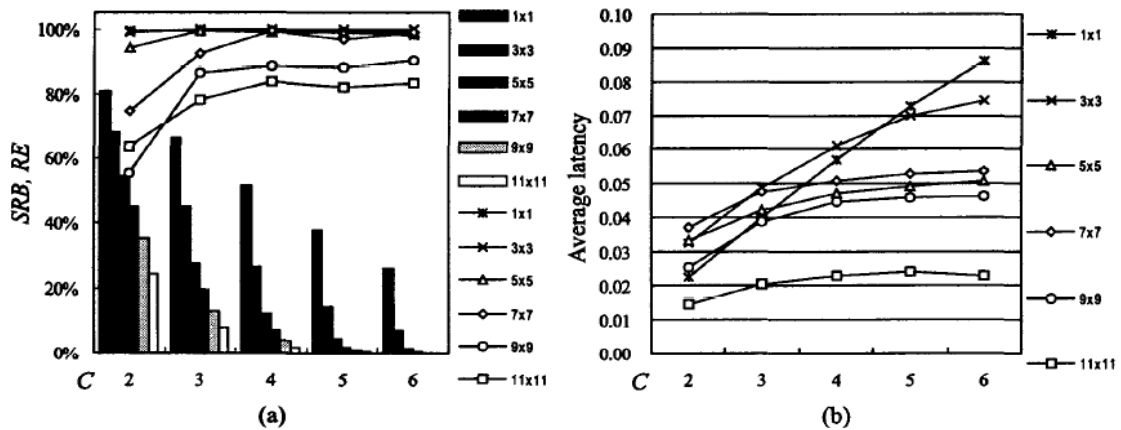 100%
80%
60%
40%
20%
0%
SRB, RE
C 2 3 4 5 6
1x1
3x3
5x5
7x7
9x9
11x11
1x1
3x3
5x5
7x7
9x9
11x11
(a)
0.10
0.09
0.08
0.07
0.06
0.05
0.04
0.03
0.02
0.01
0.00
Average latency
C 2 3 4 5 6
1x1
3x3
5x5
7x7
9x9
11x11
(b)